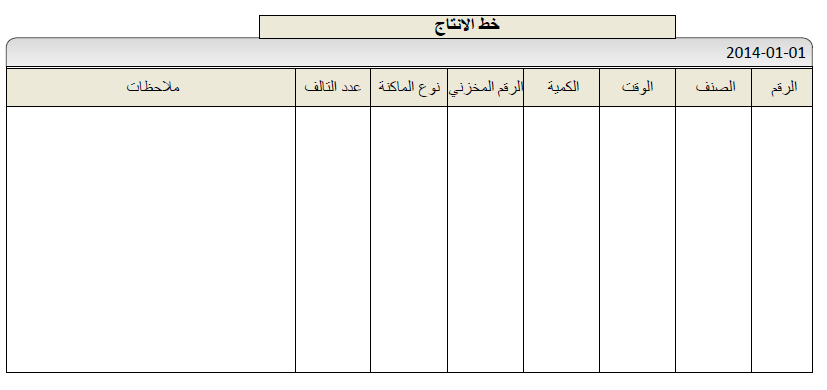 خط الانتاج
2014-01-01
الرقم الصنف الوقت الكمية الرقم المخزني نوع الماكنة عدد التالف ملاحظات